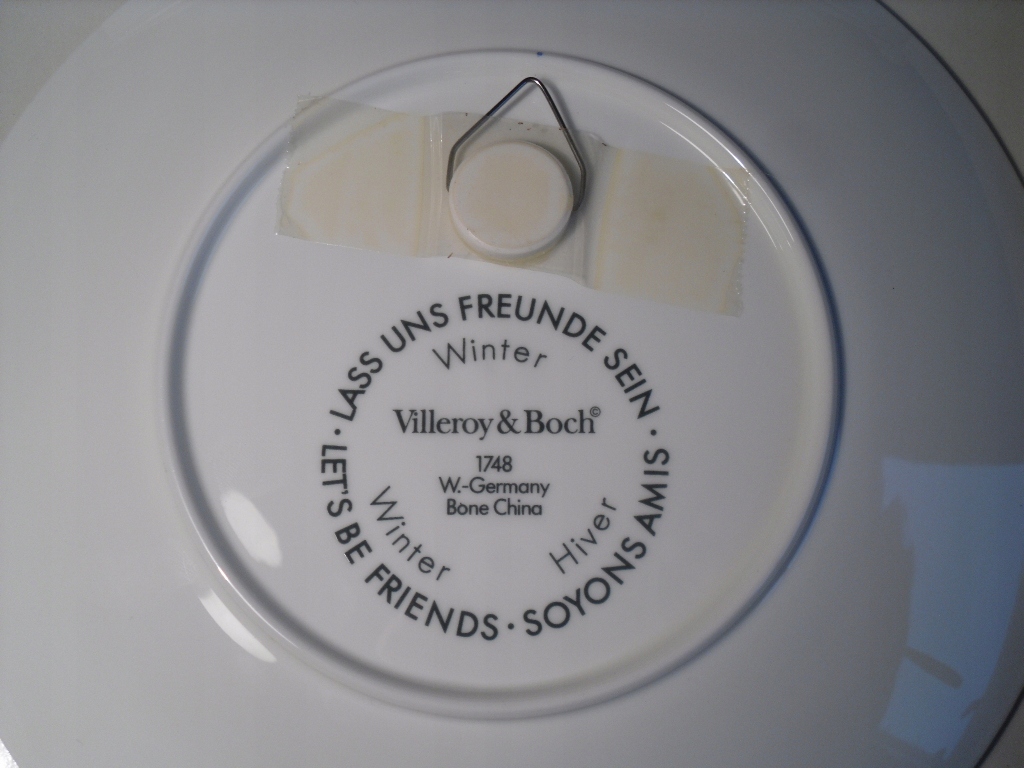 LASS UNS FREUNDE SEIN · SOYONS AMIS · LET'S BE FRIENDS ·
Winter
Villeroy & Boch©
1748
W.-Germany
Bone China
Winter
Hiver